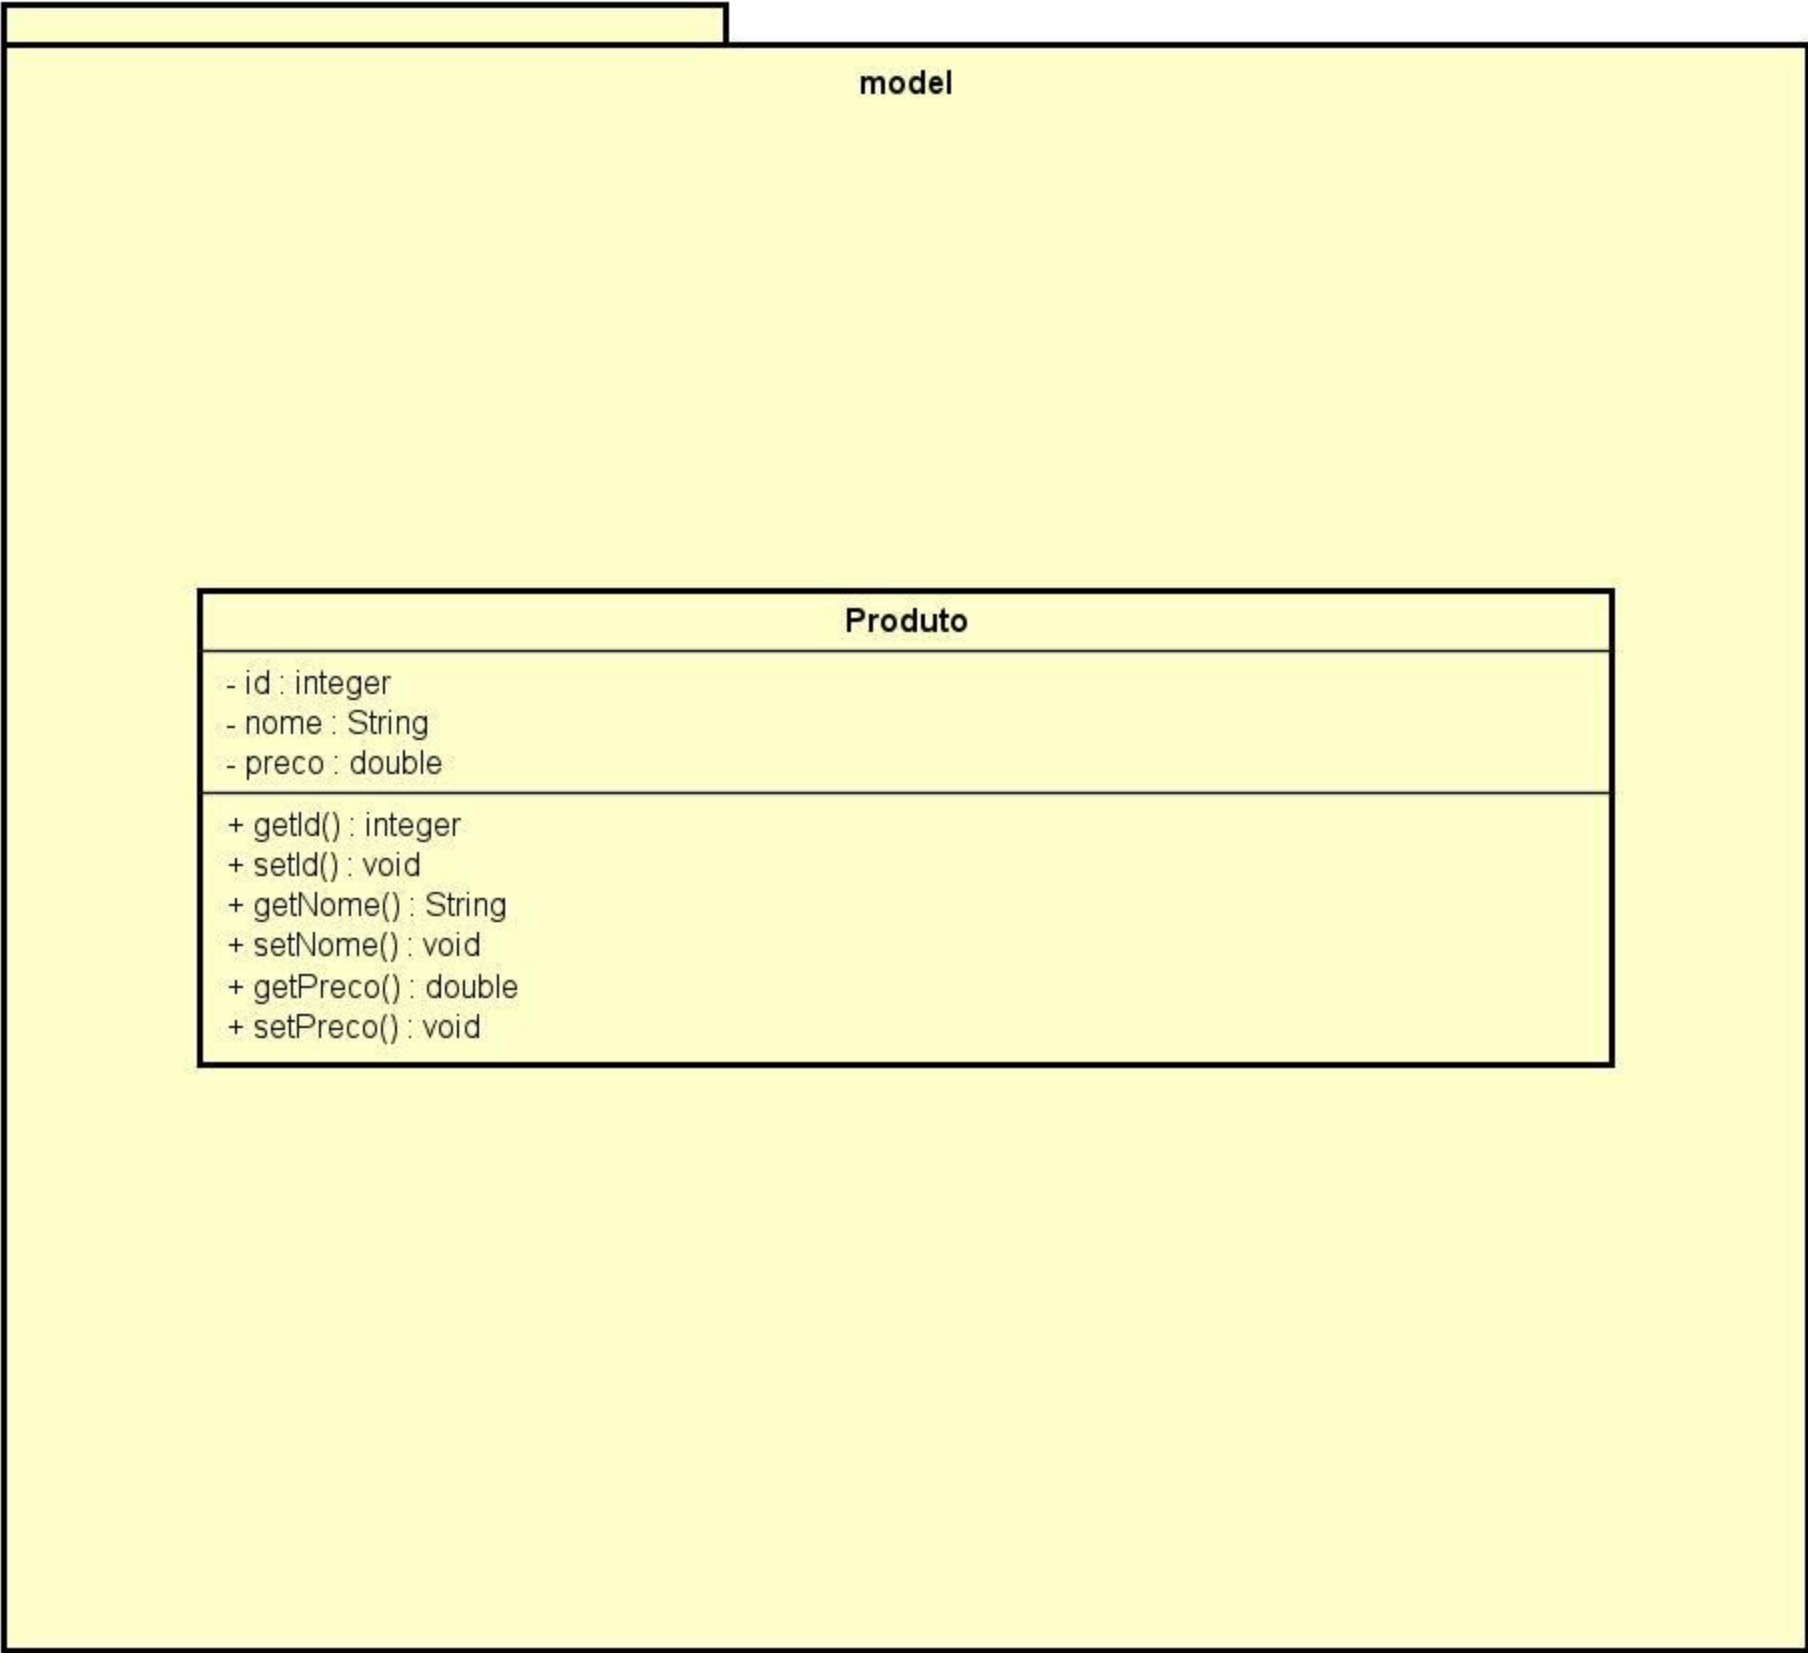 model
Produto
- id : integer
- nome : String
- preco : double
+ getId() : integer
+ setId() : void
+ getNome() : String
+ setNome() : void
+ getPreco() : double
+ setPreco() : void